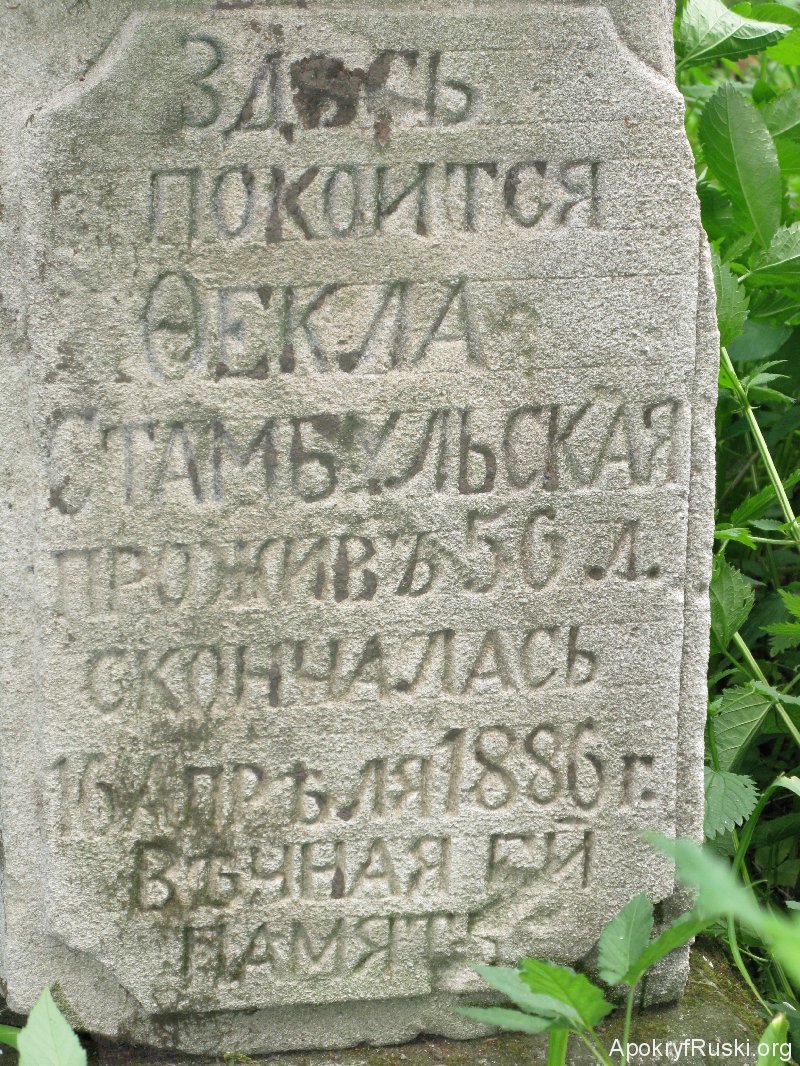 Здѣсь
покоится
Ѳекла
Стамбульская
проживъ 56 л.
скончалась
16 Апрѣля 1886 г.
Вѣчная Ей
память
ApokryfRuski.org